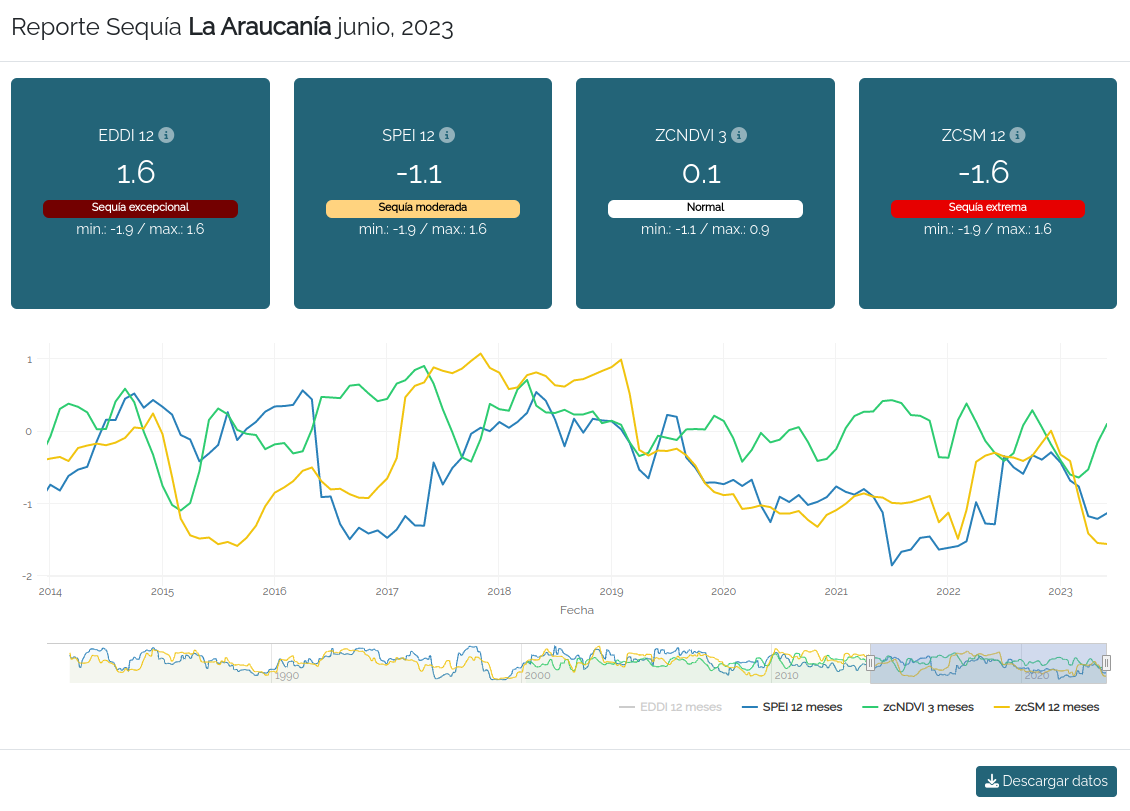 Reporte Sequía La Araucanía junio, 2023
EDDI 12
1.6
Sequía excepcional
min.: -1.9 / max.: 1.6
SPEI 12
-1.1
Sequía moderada
min.: -1.9 / max.: 1.6
ZCNDVI 3
0.1
Normal
min.: -1.1 / max.: 0.9
ZCSM 12
-1.6
Sequía extrema
min.: -1.9 / max.: 1.6
1
0
-1
-2
2014 2015 2016 2017 2018 2019 2020 2021 2022 2023
Fecha
1990 2000 2010 2020
EDDI 12 meses SPEI 12 meses zcNDVI 3 meses zcSM 12 meses
Descargar datos